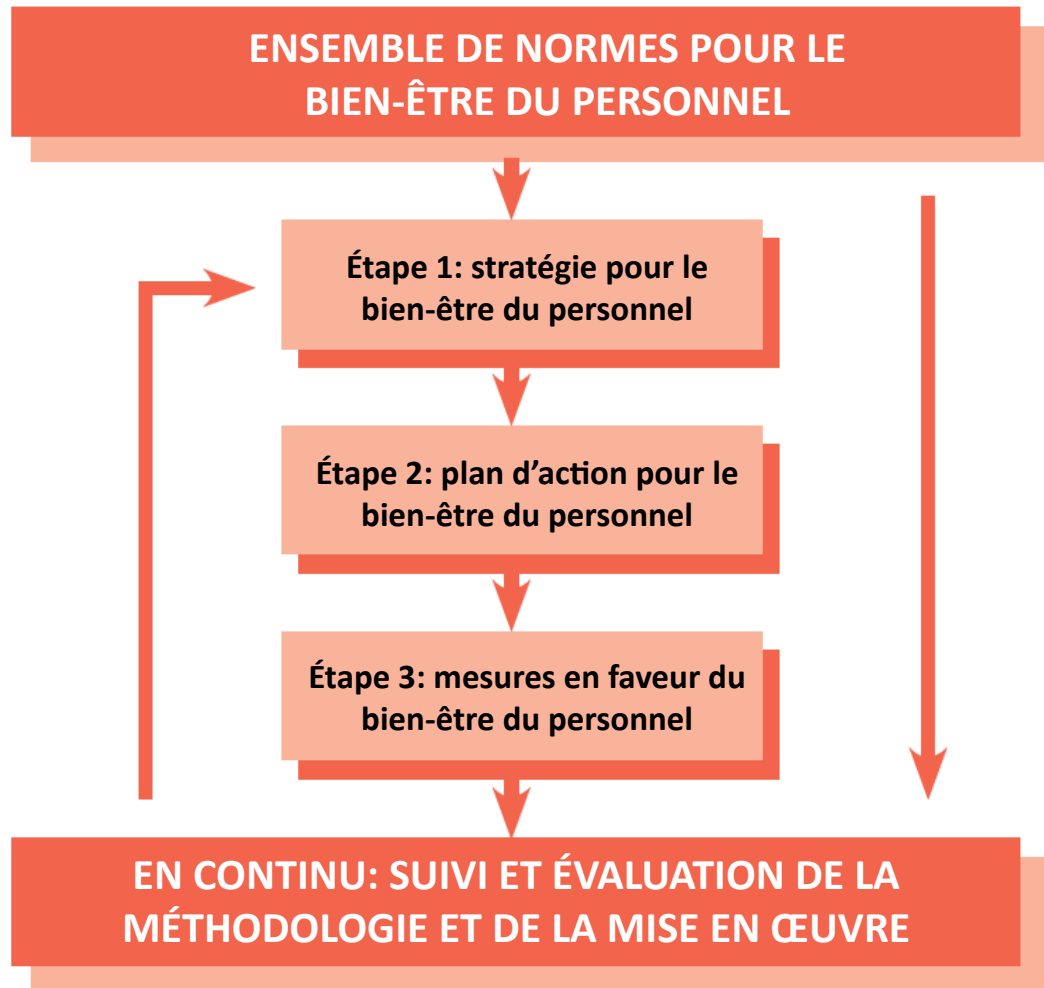 ENSEMBLE DE NORMES POUR LE
BIEN-ÊTRE DU PERSONNEL
Étape 1: stratégie pour le
bien-être du personnel
Étape 2: plan d’action pour le
bien-être du personnel
Étape 3: mesures en faveur du
bien-être du personnel
EN CONTINU: SUIVI ET ÉVALUATION DE LA
MÉTHODOLOGIE ET DE LA MISE EN ŒUVRE